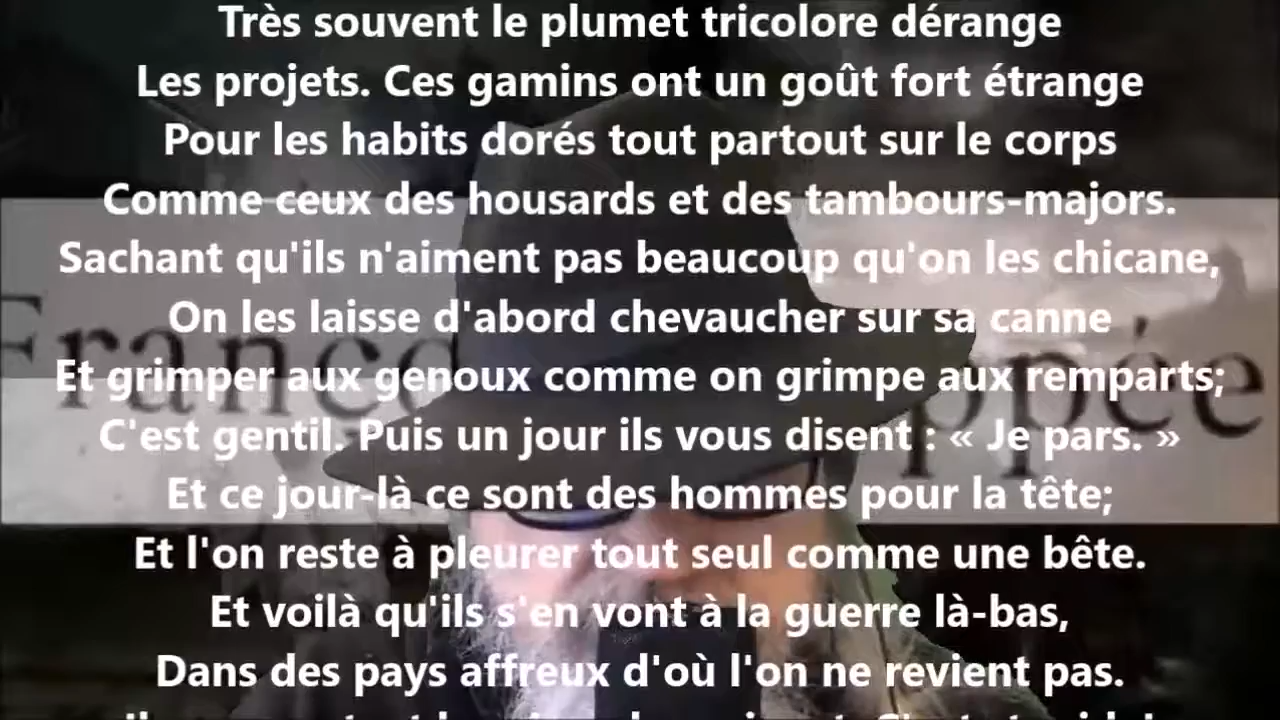 Très souvent le plumet tricolore dérange
Les projets. Ces gamins ont un goût fort étrange
Pour les habits dorés tout partout sur le corps
Comme ceux des housards et des tambours-majors.
Sachant qu'ils n'aiment pas beaucoup qu'on les chicane,
On les laisse d'abord chevaucher sur sa canne
Et grimper aux genoux comme on grimpe aux remparts;
C'est gentil. Puis un jour ils vous disent : « Je pars. »
Et ce jour-là ce sont des hommes pour la tête;
Et l'on reste à pleurer tout seul comme une bête.
Et voilà qu'ils s'en vont à la guerre là-bas,
Dans des pays affreux d'où l'on ne revient pas.